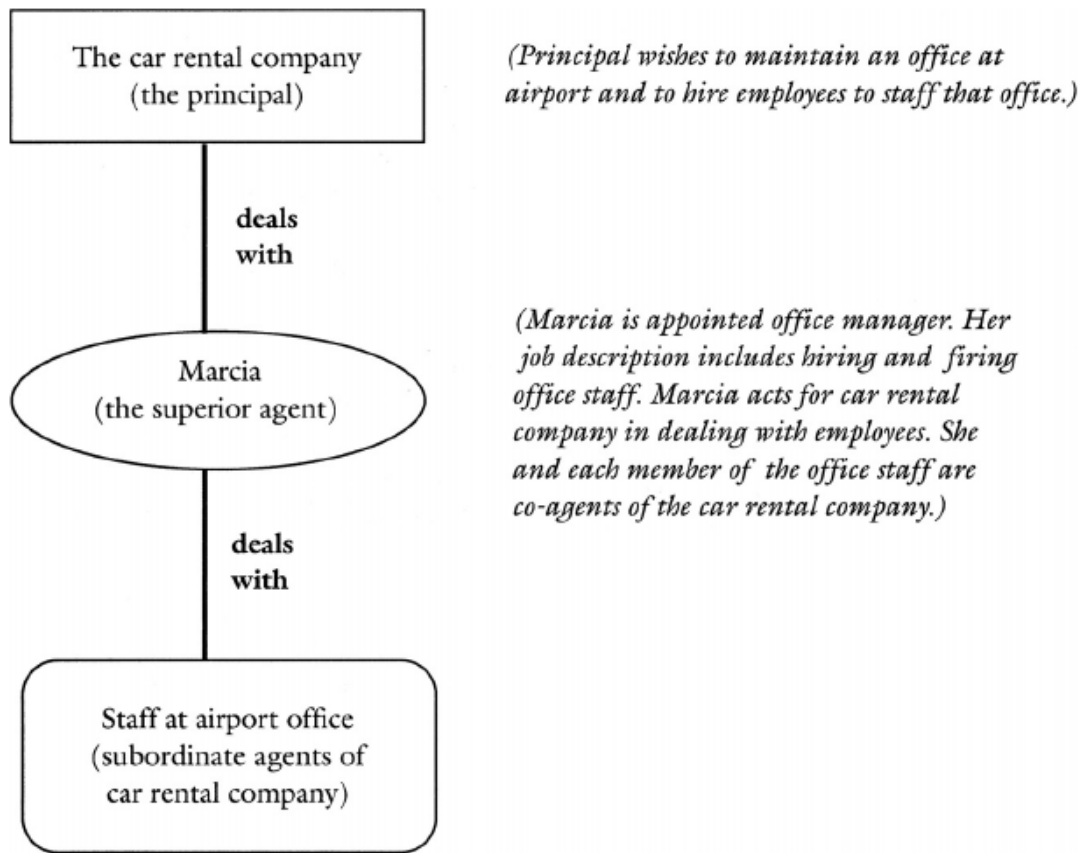 The car rental company
(the principal)
(Principal wishes to maintain an office at
airport and to hire employees to staff that office.)
deals
with
Marcia
(the superior agent)
(Marcia is appointed office manager. Her
job description includes hiring and firing
office staff. Marcia acts for car rental
company in dealing with employees. She
and each member of the office staff are
co-agents of the car rental company.)
deals
with
Staff at airport office
(subordinate agents of
car rental company)